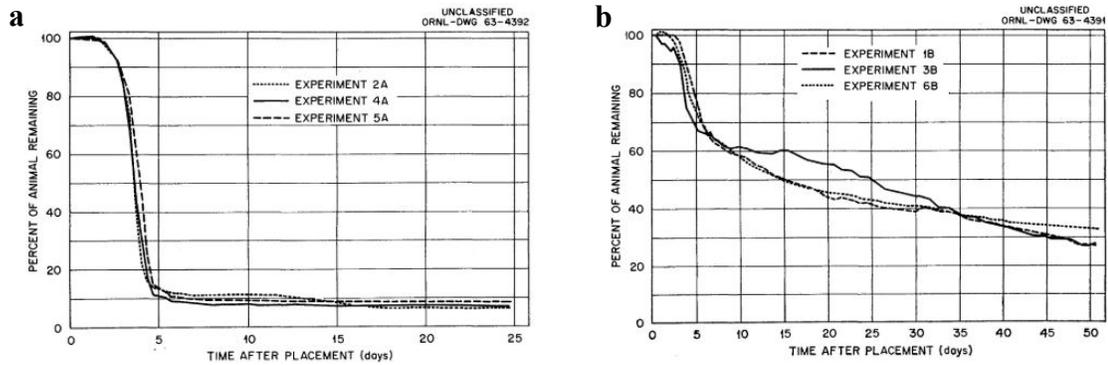 a
UNCLASSIFIED
ORNL-DWG 63-4392
100
80
60
40
20
0
PERCENT OF ANIMAL REMAINING
EXPERIMENT 2A
EXPERIMENT 4A
EXPERIMENT 5A
0 5 10 15 20 25
TIME AFTER PLACEMENT (days)
b
UNCLASSIFIED
ORNL-DWG 63-4391
100
80
60
40
20
0
PERCENT OF ANIMAL REMAINING
EXPERIMENT 1B
EXPERIMENT 3B
EXPERIMENT 6B
0 5 10 15 20 25 30 35 40 45 50
TIME AFTER PLACEMENT (days)